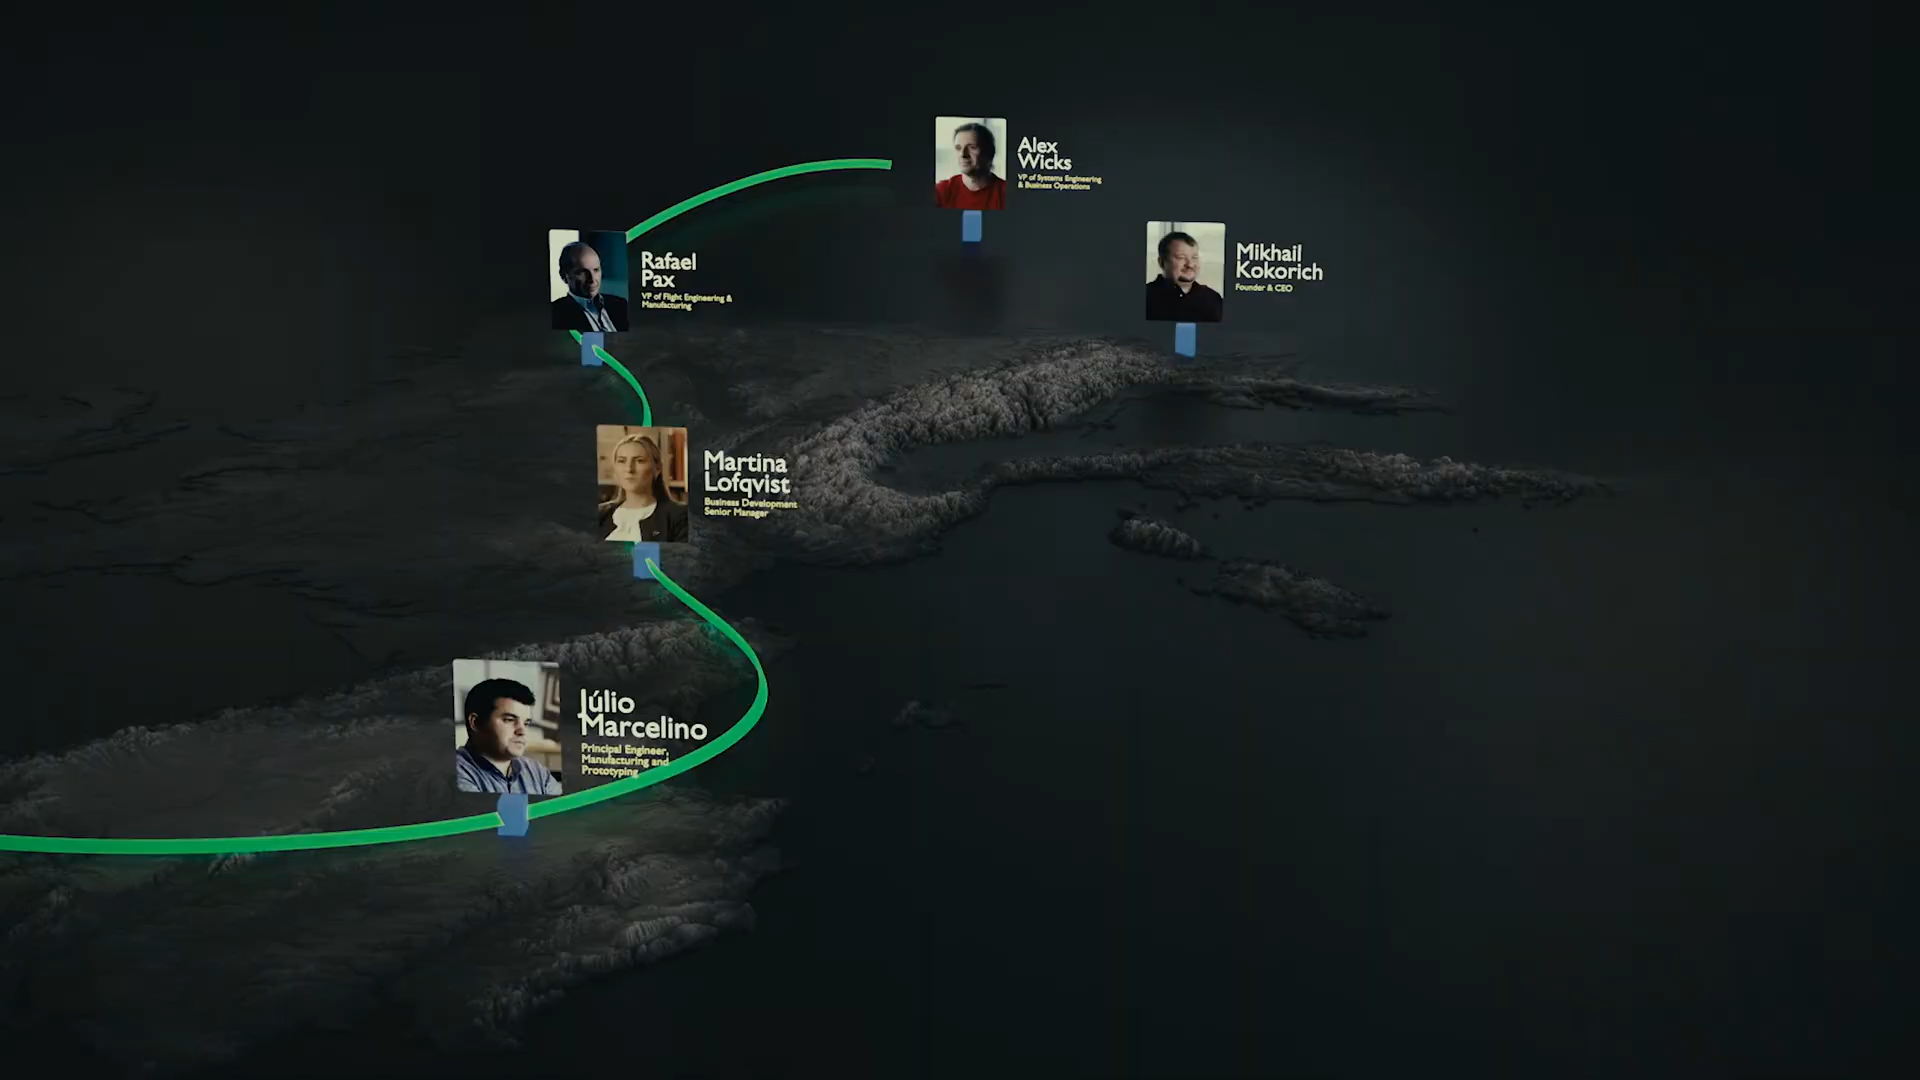 Alex
Wicks
VP of Systems Engineering
& Business Operations
Mikhail
Kokorich
Founder & CEO
Rafael
Pax
VP of Flight Engineering &
Manufacturing
Martina
Lofqvist
Business Development
Senior Manager
Júlio
Marcelino
Principal Engineer,
Manufacturing and
Prototyping